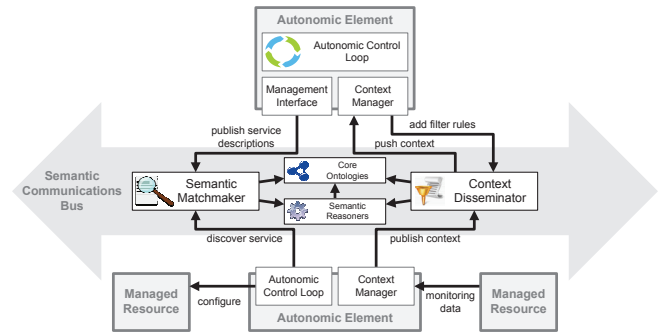 Autonomic Element
Autonomic Control
Loop
Management
Interface
Context
Manager
publish service
descriptions
push context
add filter rules
Semantic
Communications
Bus
Semantic
Matchmaker
Core
Ontologies
Semantic
Reasoners
Context
Disseminator
discover service
publish context
Managed
Resource
configure
Autonomic
Control Loop
Context
Manager
monitoring
data
Managed
Resource
Autonomic Element